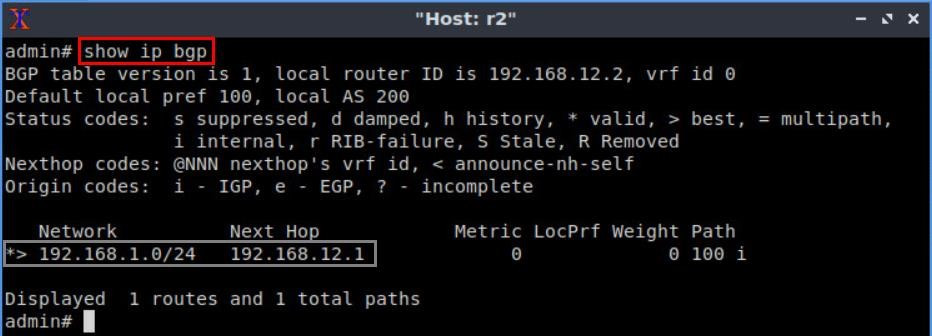 "Host: r2"
admin# show ip bgp
BGP table version is 1, local router ID is 192.168.12.2, vrf id 0
Default local pref 100, local AS 200
Status codes:  s suppressed, d damped, h history, * valid, > best, = multipath,
               i internal, r RIB-failure, S Stale, R Removed
Nexthop codes: @NNN nexthop's vrf id, < announce-nh-self
Origin codes:  i - IGP, e - EGP, ? - incomplete
   Network          Next Hop            Metric LocPrf Weight Path
*> 192.168.1.0/24   192.168.12.1             0             0 100 i
Displayed  1 routes and 1 total paths
admin#